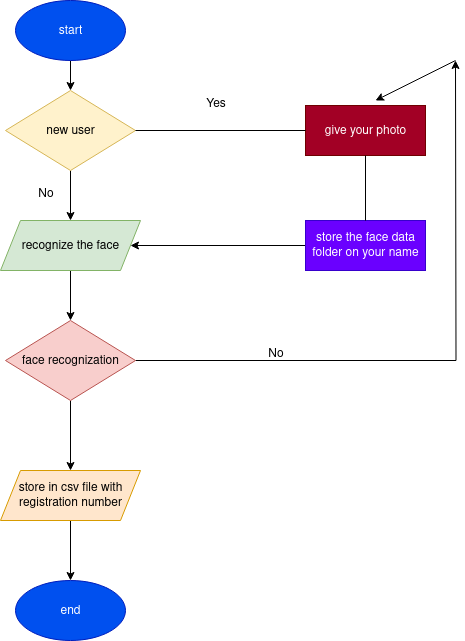 start
Yes
new user
give your photo
No
recognize the face
store the face data
folder on your name
No
face recognization
store in csv file with
registration number
end